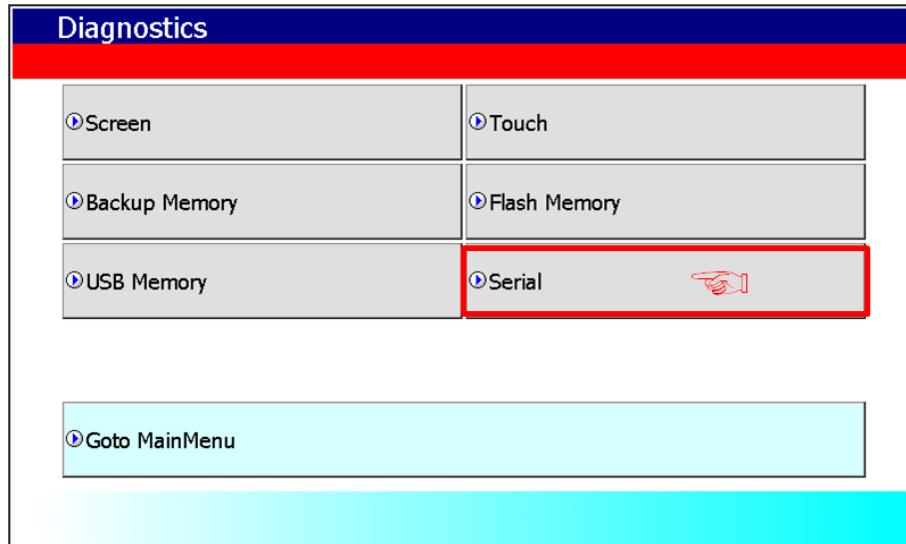 Diagnostics
Screen
Touch
Backup Memory
Flash Memory
USB Memory
Serial
Goto MainMenu